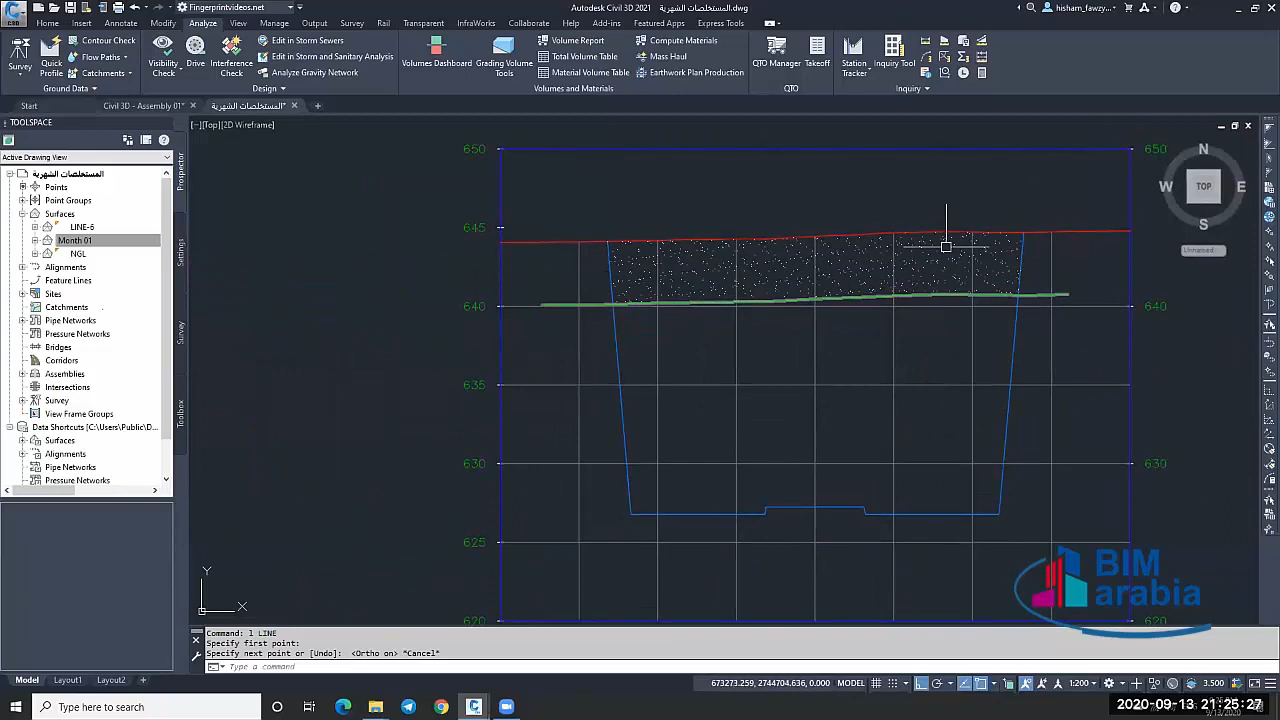 Fingerprintvideos.net
Autodesk Civil 3D 2021 المستخلصات الشهرية.dwg
hisham_fawzy...
Home Insert Annotate Modify Analyze View Manage Output Survey Rail Transparent InfraWorks Collaborate Help Add-ins Featured Apps Express Tools
Survey
Quick Profile
Contour Check
Flow Paths
Catchments
Ground Data
Visibility Check
Drive
Interference Check
Edit in Storm Sewers
Edit in Storm and Sanitary Analysis
Analyze Gravity Network
Design
Volumes Dashboard
Grading Volume Tools
Volume Report
Total Volume Table
Material Volume Table
Compute Materials
Mass Haul
Earthwork Plan Production
Volumes and Materials
QTO Manager
Takeoff
QTO
Station Tracker
Inquiry Tool
Inquiry
Start
Civil 3D - Assembly 01*
المستخلصات الشهرية*
TOOLSPACE
Active Drawing View
المستخلصات الشهرية
Points
Point Groups
Surfaces
LINE-6
Month 01
NGL
Alignments
Feature Lines
Sites
Catchments
Pipe Networks
Pressure Networks
Bridges
Corridors
Assemblies
Intersections
Survey
View Frame Groups
Data Shortcuts [C:\Users\Public\D...
Surfaces
Alignments
Pipe Networks
Pressure Networks
Prospector
Settings
Survey
Toolbox
[−][Top][2D Wireframe]
650 650
645
640 640
635
630 630
625
620 620
N
W TOP E
S
Unnamed
Y
X
BIM
arabia
Command: l LINE
Specify first point:
Specify next point or [Undo]: <Ortho on> *Cancel*
Type a command
Model Layout1 Layout2
673273.259, 2744704.636, 0.000 MODEL
1:200
3.500
Type here to search
2020-09-13 21:25:27